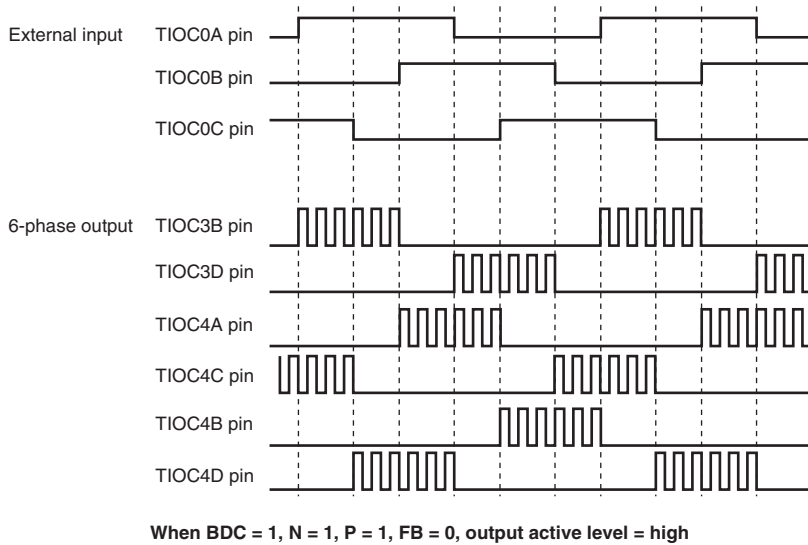 External input TIOC0A pin
TIOC0B pin
TIOC0C pin
6-phase output TIOC3B pin
TIOC3D pin
TIOC4A pin
TIOC4C pin
TIOC4B pin
TIOC4D pin
When BDC = 1, N = 1, P = 1, FB = 0, output active level = high